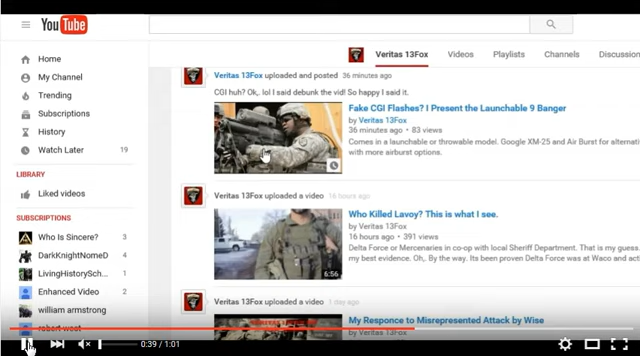 YouTube
Veritas 13Fox Videos Playlists Channels Discussion
Home
My Channel
Trending
Subscriptions
History
Watch Later 19
LIBRARY
Liked videos
SUBSCRIPTIONS
Who Is Sincere? 3
DarkKnightNomeD 4
LivingHistorySch... 1
Enhanced Video 2
william armstrong
robert west
Veritas 13Fox uploaded and posted 36 minutes ago
CGI huh? Ok,. lol I said debunk the vid! So happy I said it.
Fake CGI Flashes? I Present the Launchable 9 Banger
by Veritas 13Fox
36 minutes ago • 83 views
Comes in a launchable or throwable model. Google XM-25 and Air Burst for alternat
with more airburst options.
Veritas 13Fox uploaded a video 16 hours ago
6:56
Who Killed Lavoy? This is what I see.
by Veritas 13Fox
16 hours ago • 391 views
Delta Force or Mercenaries in co-op with local Sheriff Department. That is my guess.
my best evidence. Oh,. By the way. Its been proven Delta Force was at Waco and acti
Veritas 13Fox uploaded a video 1 day ago
My Responce to Misrepresented Attack by Wise
by Veritas 13Fox
0:39 / 1:01